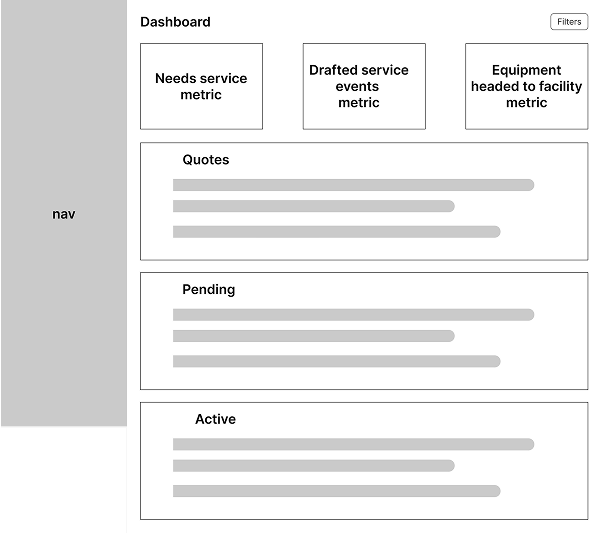 Dashboard
Filters
Needs service
metric
Drafted service
events
metric
Equipment
headed to facility
metric
nav
Quotes
Pending
Active